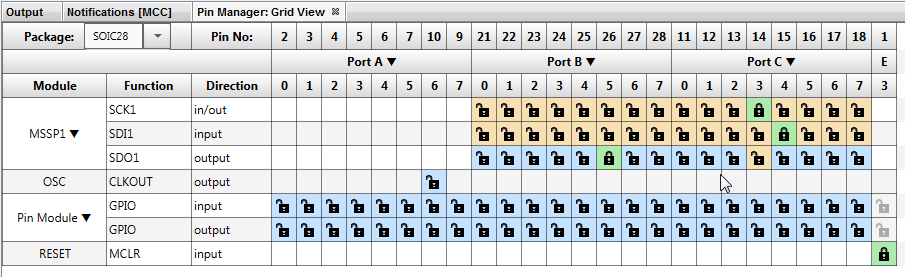 Output Notifications [MCC] Pin Manager: Grid View
Package: SOIC28 Pin No: 2 3 4 5 6 7 10 9 21 22 23 24 25 26 27 28 11 12 13 14 15 16 17 18 1
Port A ▼ Port B ▼ Port C ▼ E
Module Function Direction 0 1 2 3 4 5 6 7 0 1 2 3 4 5 6 7 0 1 2 3 4 5 6 7 3
MSSP1 ▼
SCK1 in/out
SDI1 input
SDO1 output
OSC CLKOUT output
Pin Module ▼
GPIO input
GPIO output
RESET MCLR input